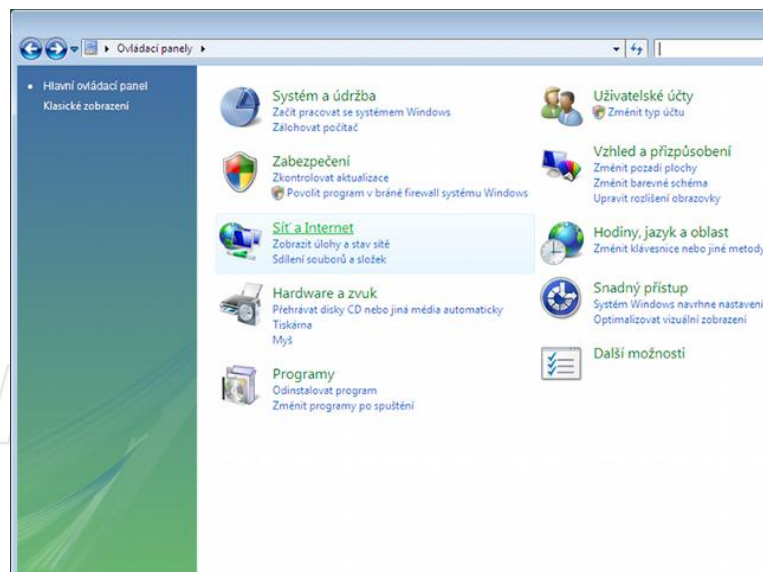 Ovládací panely
Hlavní ovládací panel
Klasické zobrazení
Systém a údržba
Začít pracovat se systémem Windows
Zálohovat počítač
Zabezpečení
Zkontrolovat aktualizace
Povolit program v bráně firewall systému Windows
Síť a Internet
Zobrazit úlohy a stav sítě
Sdílení souborů a složek
Hardware a zvuk
Přehrávat disky CD nebo jiná média automaticky
Tiskárna
Myš
Programy
Odinstalovat program
Změnit programy po spuštění
Uživatelské účty
Změnit typ účtu
Vzhled a přizpůsobení
Změnit pozadí plochy
Změnit barevné schéma
Upravit rozlišení obrazovky
Hodiny, jazyk a oblast
Změnit klávesnice nebo jiné metody
Snadný přístup
Systém Windows navrhne nastavení
Optimalizovat vizuální zobrazení
Další možnosti